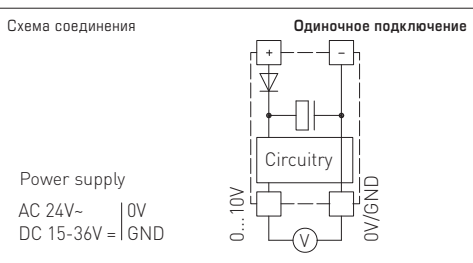 Схема соединения
Одиночное подключение
+ −
Circuitry
Power supply
AC 24V~ | 0V
DC 15-36V = | GND
0...10V
0V/GND
V